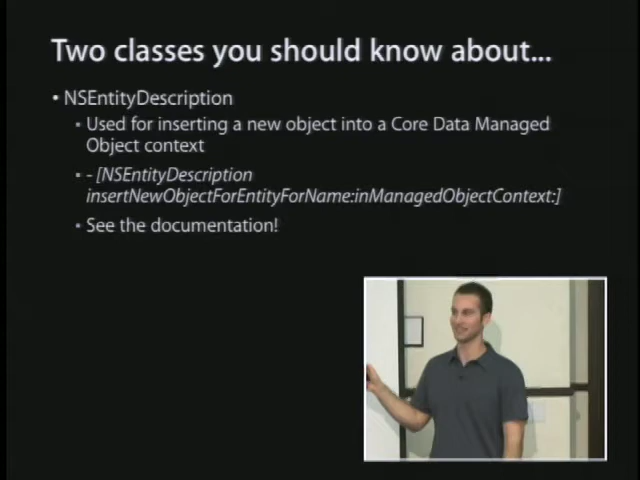 Two classes you should know about...
• NSEntityDescription
• Used for inserting a new object into a Core Data Managed
Object context
• - [NSEntityDescription
insertNewObjectForEntityForName:inManagedObjectContext:]
• See the documentation!